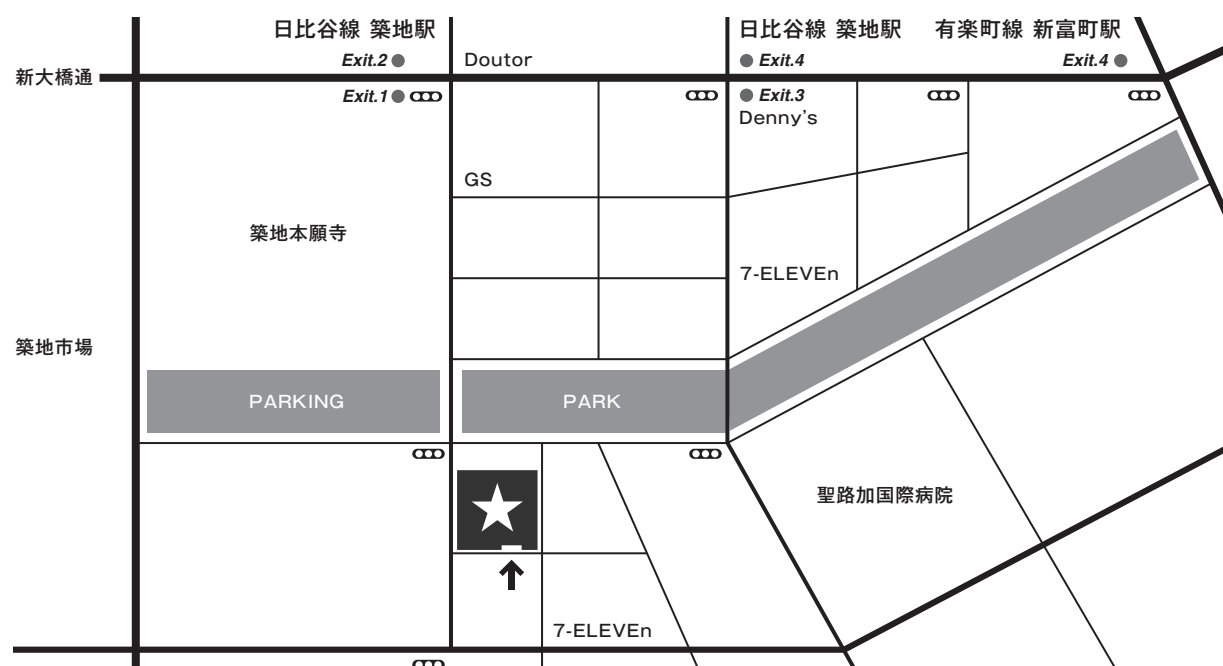 日比谷線 築地駅
日比谷線 築地駅
有楽町線 新富町駅
Exit.2
Doutor
Exit.4
Exit.4
新大橋通
Exit.1
Exit.3
Denny's
GS
築地本願寺
7-ELEVEn
築地市場
PARKING
PARK
聖路加国際病院
7-ELEVEn